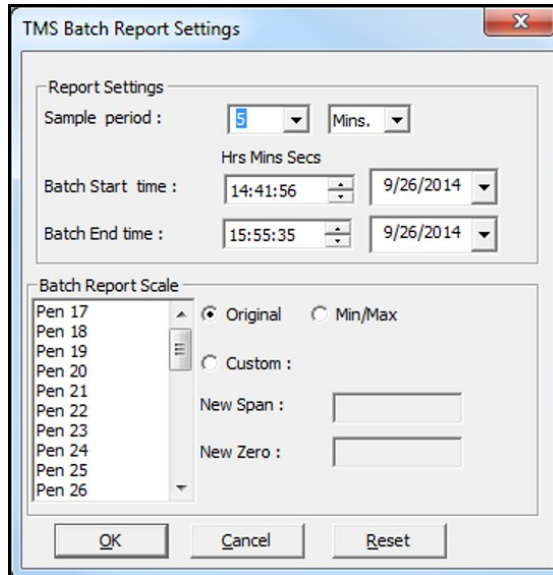 TMS Batch Report Settings
Report Settings
Sample period :
5
Mins.
Hrs Mins Secs
Batch Start time :
14:41:56
9/26/2014
Batch End time :
15:55:35
9/26/2014
Batch Report Scale
Pen 17
Pen 18
Pen 19
Pen 20
Pen 21
Pen 22
Pen 23
Pen 24
Pen 25
Pen 26
Original
Min/Max
Custom :
New Span :
New Zero :
OK
Cancel
Reset